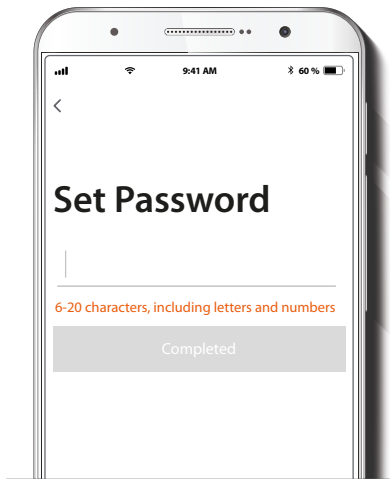 9:41 AM
60 %
Set Password
6-20 characters, including letters and numbers
Completed